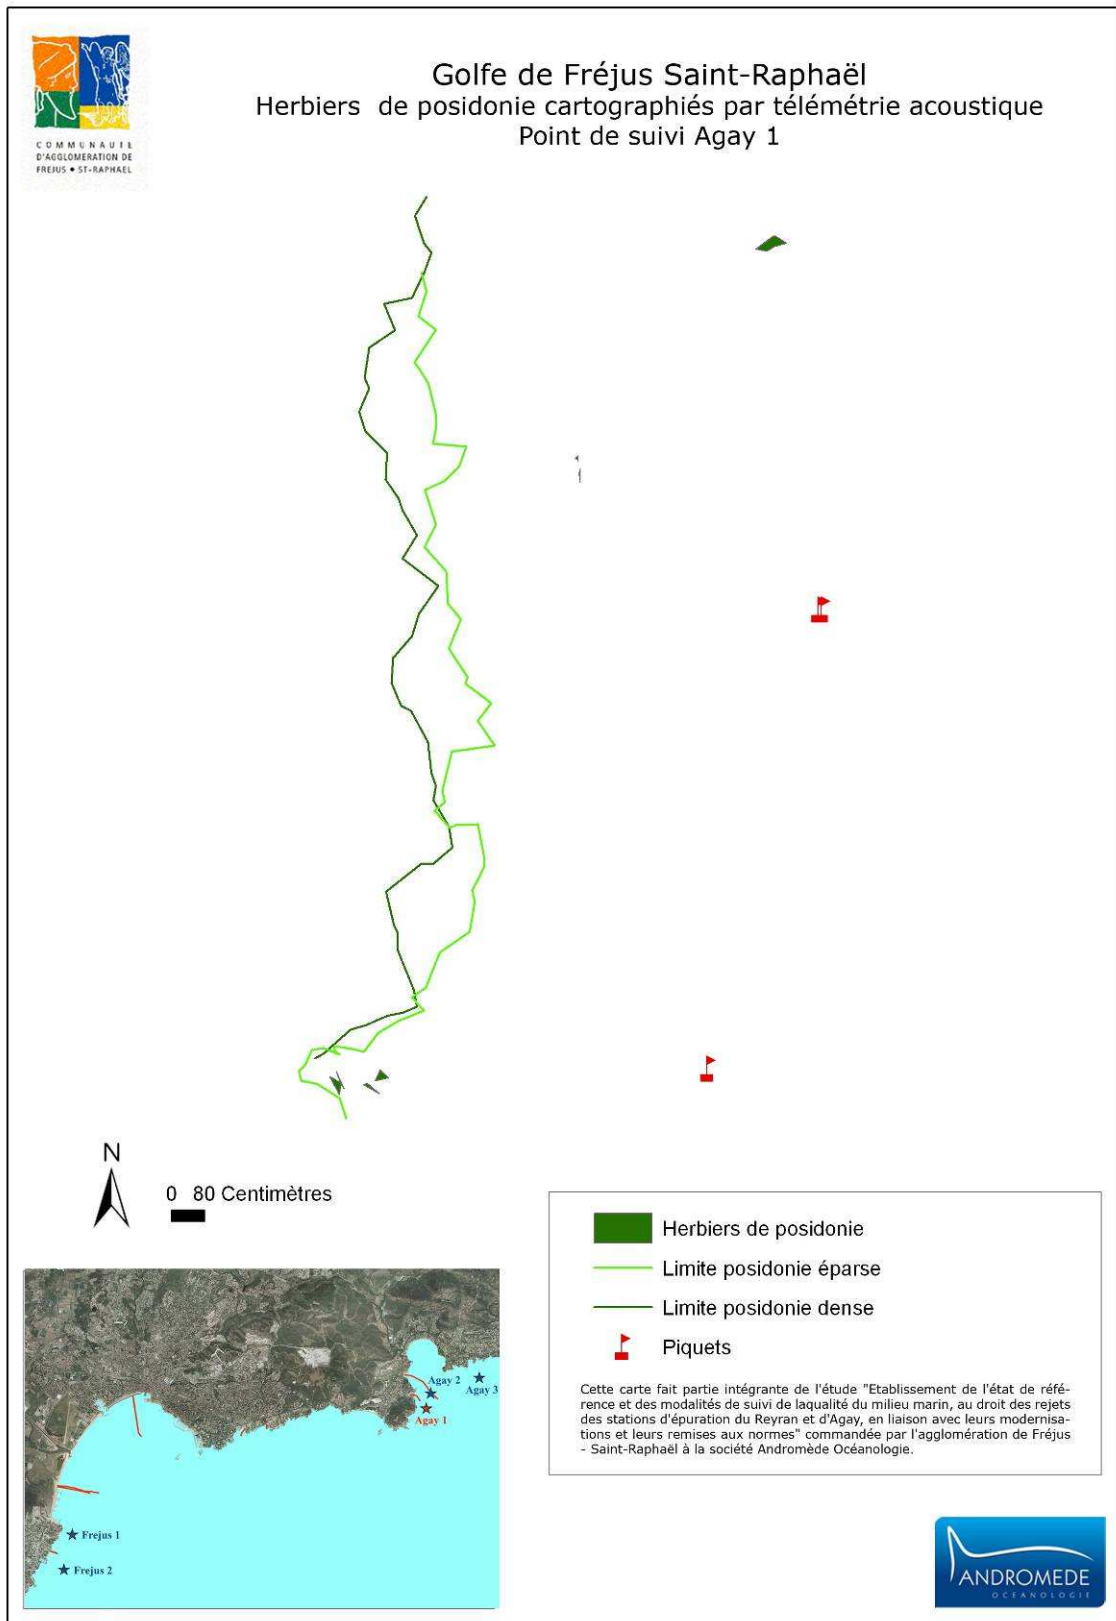 COMMUNAUTE
D'AGGLOMERATION DE
FREJUS • ST-RAPHAEL
Golfe de Fréjus Saint-Raphaël
Herbiers de posidonie cartographiés par télémétrie acoustique
Point de suivi Agay 1
N
0 80 Centimètres
Herbiers de posidonie
Limite posidonie éparse
Limite posidonie dense
Piquets
Cette carte fait partie intégrante de l'étude "Etablissement de l'état de réfé-
rence et des modalités de suivi de laqualité du milieu marin, au droit des rejets
des stations d'épuration du Reyran et d'Agay, en liaison avec leurs modernisa-
tions et leurs remises aux normes" commandée par l'agglomération de Fréjus
- Saint-Raphaël à la société Andromède Océanologie.
Agay 2
Agay 3
Agay 1
Frejus 1
Frejus 2
ANDROMEDE
OCEANOLOGIE